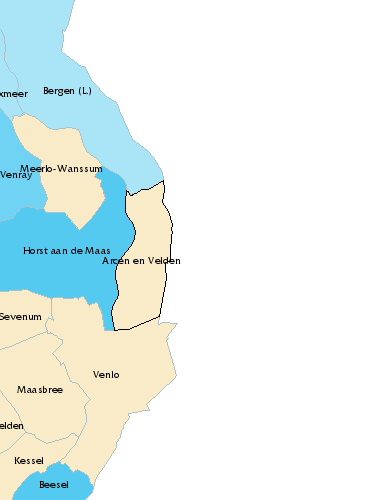 Bergen (L.)
xmeer
Meerlo-Wanssum
Venray
Horst aan de Maas
Arcen en Velden
Sevenum
Venlo
Maasbree
elden
Kessel
Beesel